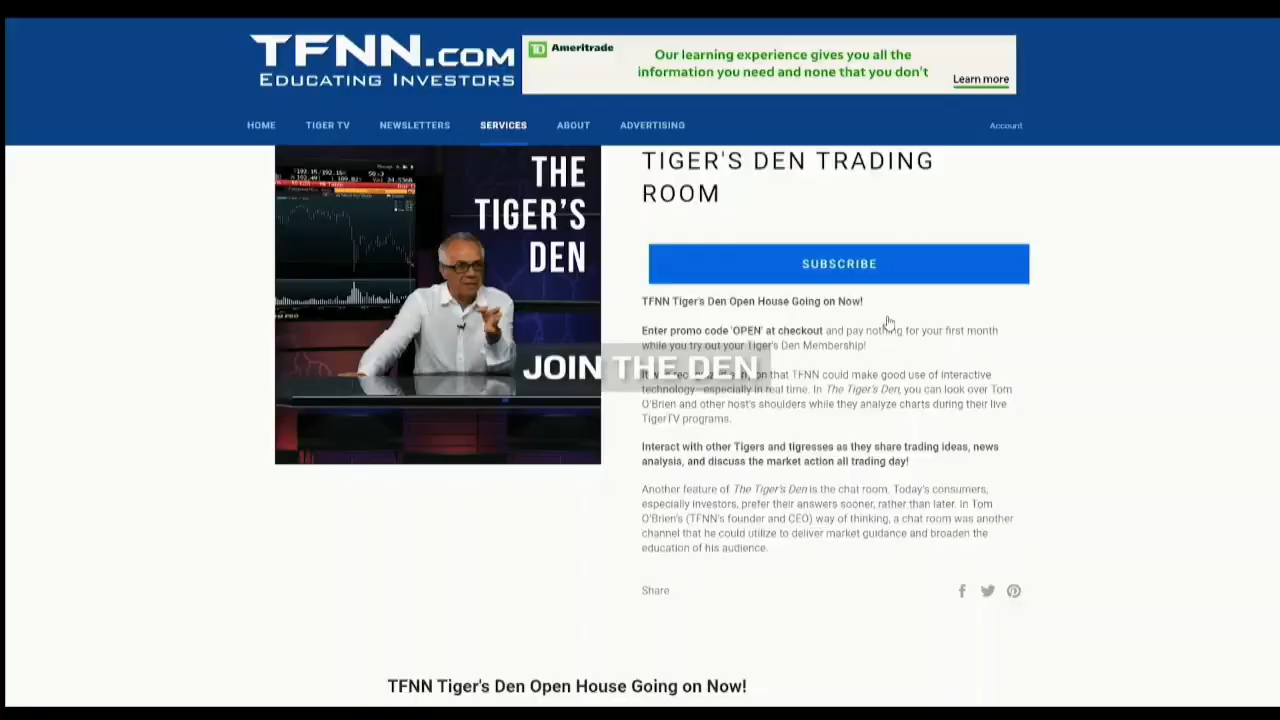 TFNN.COM
EDUCATING INVESTORS
TD Ameritrade
Our learning experience gives you all the
information you need and none that you don't
Learn more
HOME TIGER TV NEWSLETTERS SERVICES ABOUT ADVERTISING Account
THE
TIGER'S
DEN
TIGER'S DEN TRADING
ROOM
SUBSCRIBE
TFNN Tiger's Den Open House Going on Now!
Enter promo code 'OPEN' at checkout and pay nothing for your first month
while you try out your Tiger's Den Membership!
JOIN THE DEN
that TFNN could make good use of interactive
technology—especially in real time. In The Tiger's Den, you can look over Tom
O'Brien and other host's shoulders while they analyze charts during their live
TigerTV programs.
Interact with other Tigers and tigresses as they share trading ideas, news
analysis, and discuss the market action all trading day!
Another feature of The Tiger's Den is the chat room. Today's consumers,
especially investors, prefer their answers sooner, rather than later. In Tom
O'Brien's (TFNN's founder and CEO) way of thinking, a chat room was another
channel that he could utilize to deliver market guidance and broaden the
education of his audience.
Share
TFNN Tiger's Den Open House Going on Now!